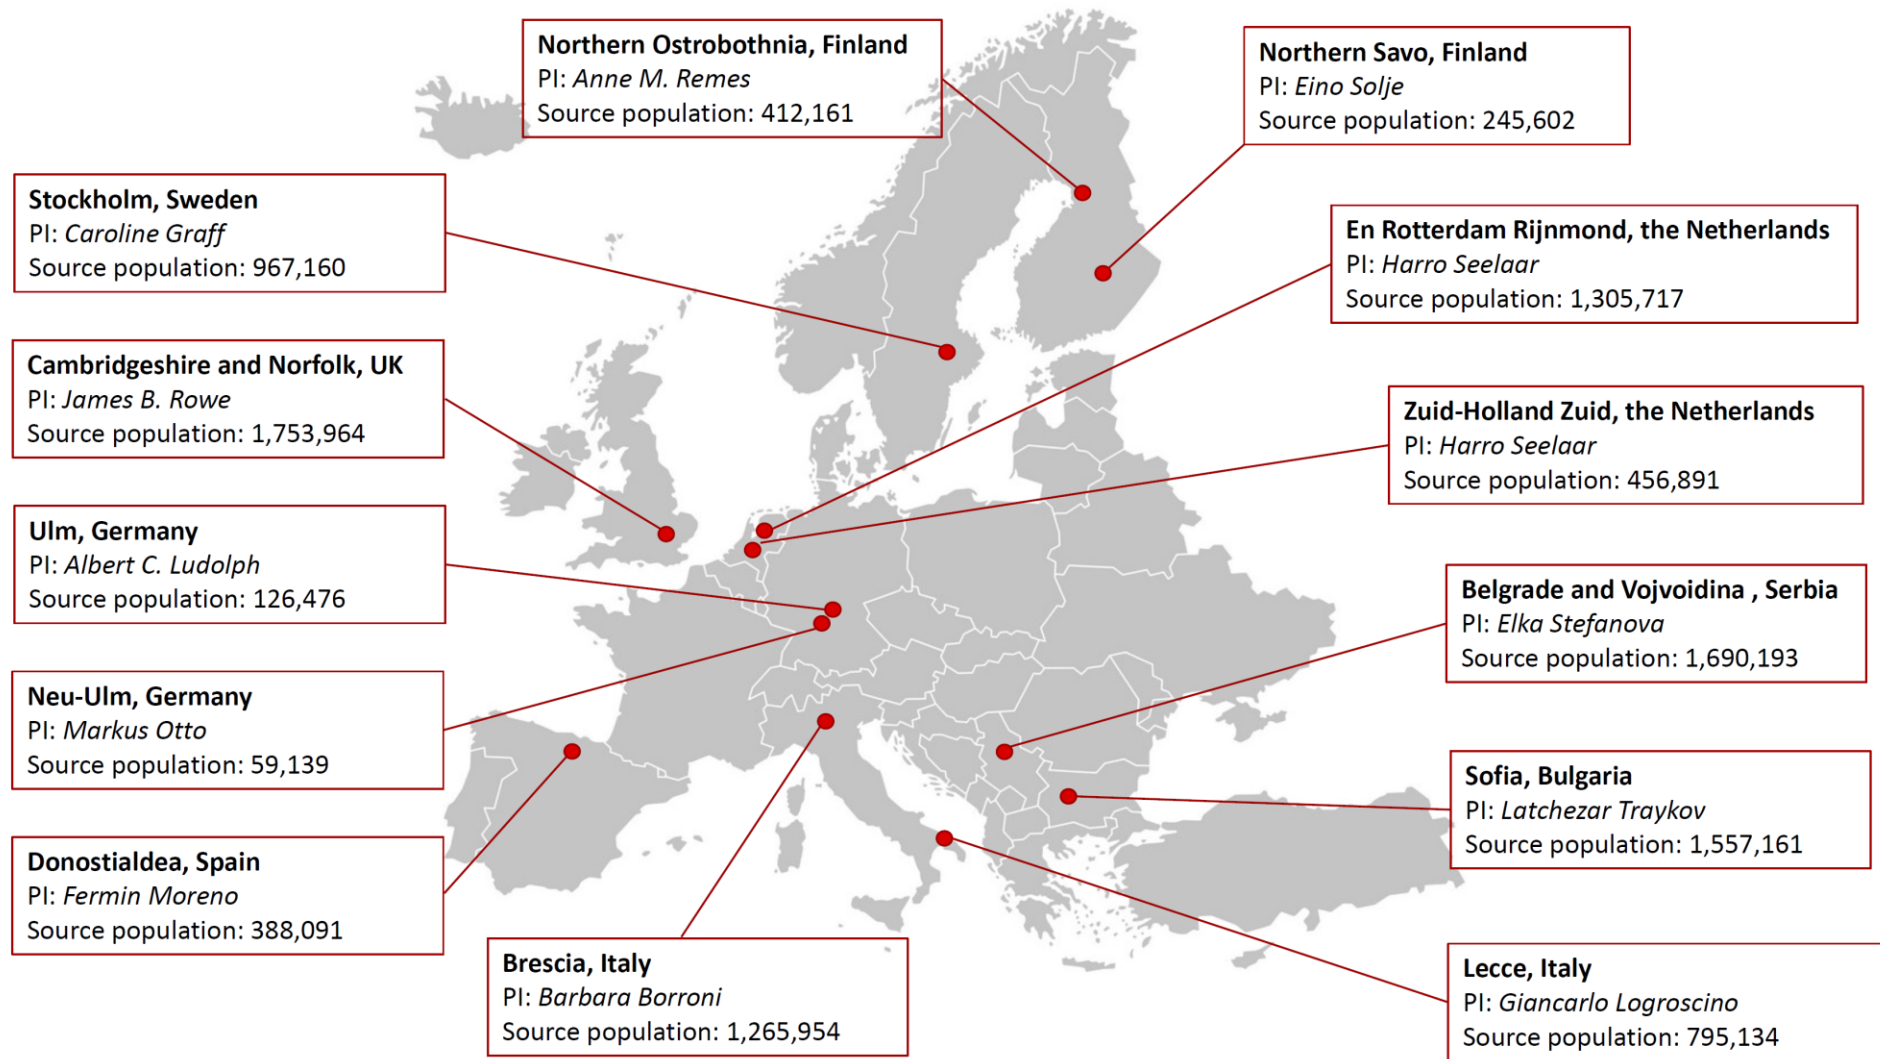 Northern Ostrobothnia, Finland
PI: Anne M. Remes
Source population: 412,161
Northern Savo, Finland
PI: Eino Solje
Source population: 245,602
Stockholm, Sweden
PI: Caroline Graff
Source population: 967,160
En Rotterdam Rijnmond, the Netherlands
PI: Harro Seelaar
Source population: 1,305,717
Cambridgeshire and Norfolk, UK
PI: James B. Rowe
Source population: 1,753,964
Zuid-Holland Zuid, the Netherlands
PI: Harro Seelaar
Source population: 456,891
Ulm, Germany
PI: Albert C. Ludolph
Source population: 126,476
Belgrade and Vojvoidina , Serbia
PI: Elka Stefanova
Source population: 1,690,193
Neu-Ulm, Germany
PI: Markus Otto
Source population: 59,139
Sofia, Bulgaria
PI: Latchezar Traykov
Source population: 1,557,161
Donostialdea, Spain
PI: Fermin Moreno
Source population: 388,091
Brescia, Italy
PI: Barbara Borroni
Source population: 1,265,954
Lecce, Italy
PI: Giancarlo Logroscino
Source population: 795,134